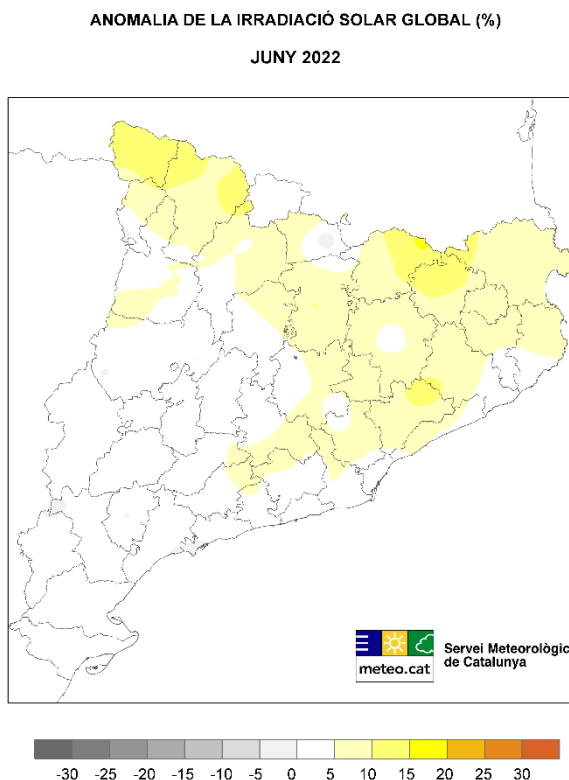 ANOMALIA DE LA IRRADIACIÓ SOLAR GLOBAL (%)
JUNY 2022
meteo.cat
Servei Meteorològic
de Catalunya
-30 -25 -20 -15 -10 -5 0 5 10 15 20 25 30